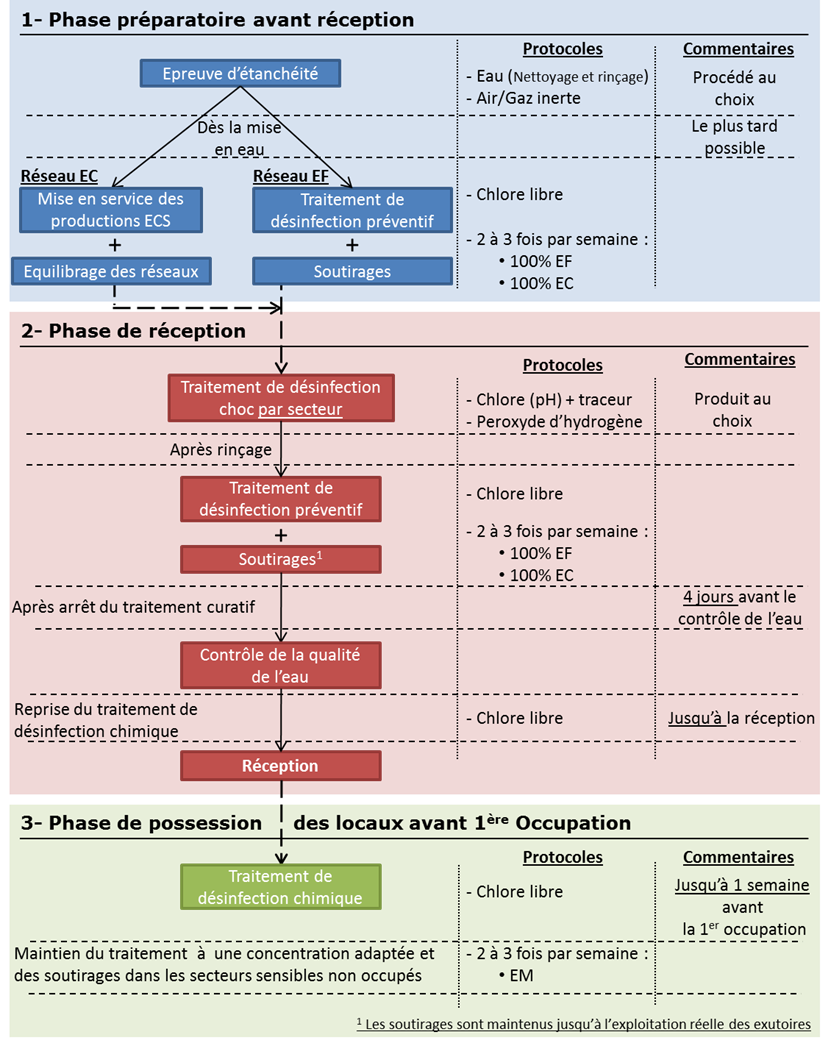 1- Phase préparatoire avant réception
Protocoles
Commentaires
Epreuve d'étanchéité
- Eau (Nettoyage et rinçage)
- Air/Gaz inerte
Procédé au
choix
Dès la mise
en eau
Le plus tard
possible
Réseau EC
Réseau EF
Mise en service des
productions ECS
Traitement de
désinfection préventif
- Chlore libre
+
+
Equilibrage des réseaux
Soutirages
- 2 à 3 fois par semaine :
• 100% EF
• 100% EC
2- Phase de réception
Protocoles
Commentaires
Traitement de désinfection
choc par secteur
- Chlore (pH) + traceur
- Peroxyde d'hydrogène
Produit au
choix
Après rinçage
Traitement de
désinfection préventif
- Chlore libre
+
Soutirages1
- 2 à 3 fois par semaine :
• 100% EF
• 100% EC
Après arrêt du traitement curatif
4 jours avant le
contrôle de l'eau
Contrôle de la qualité
de l'eau
Reprise du traitement de
désinfection chimique
- Chlore libre
Jusqu'à la réception
Réception
3- Phase de possession des locaux avant 1ère Occupation
Protocoles
Commentaires
Traitement de
désinfection chimique
- Chlore libre
Jusqu'à 1 semaine
avant
la 1er occupation
Maintien du traitement à une concentration adaptée et
des soutirages dans les secteurs sensibles non occupés
- 2 à 3 fois par semaine :
• EM
1 Les soutirages sont maintenus jusqu'à l'exploitation réelle des exutoires